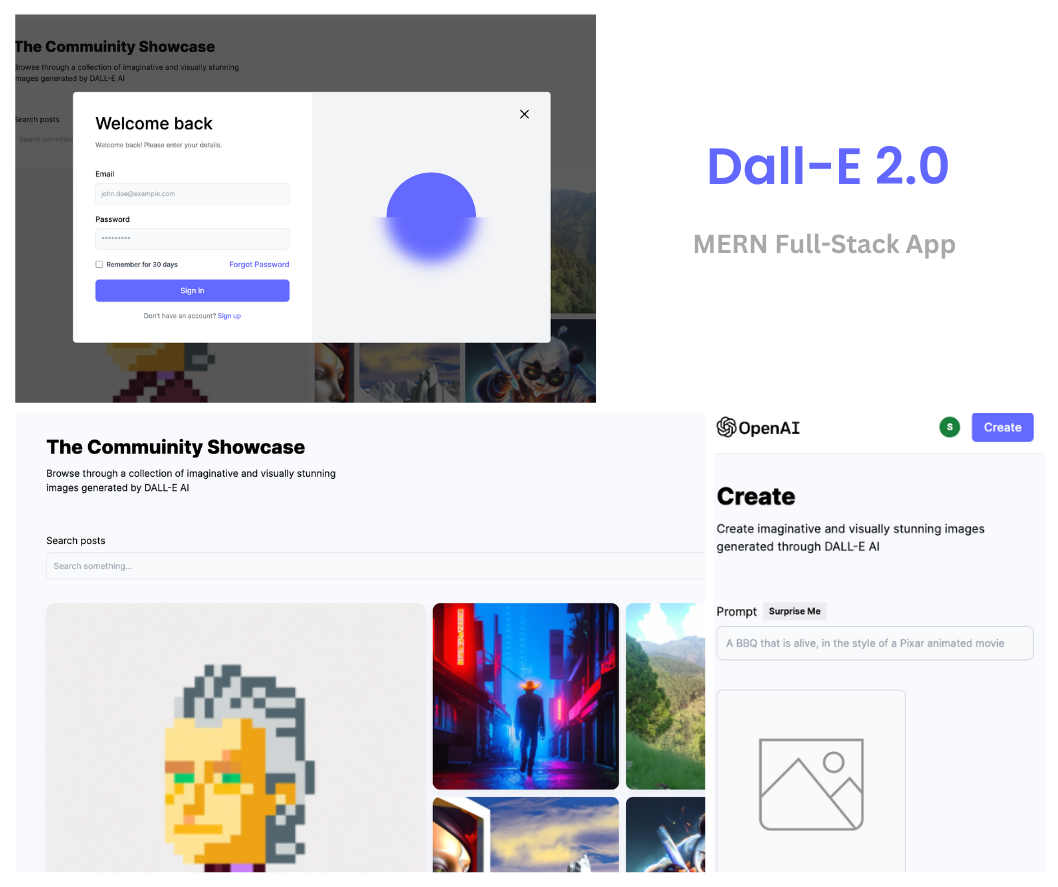 The Commuinity Showcase
Browse through a collection of imaginative and visually stunning
images generated by DALL-E AI
Search posts
Search something
Welcome back
Welcome back! Please enter your details.
Email
john.doe@example.com
Password
*********
Remember for 30 days
Forgot Password
Sign in
Don't have an account? Sign up
Dall-E 2.0
MERN Full-Stack App
The Commuinity Showcase
Browse through a collection of imaginative and visually stunning
images generated by DALL-E AI
Search posts
Search something...
OpenAI
S
Create
Create
Create imaginative and visually stunning images
generated through DALL-E AI
Prompt
Surprise Me
A BBQ that is alive, in the style of a Pixar animated movie